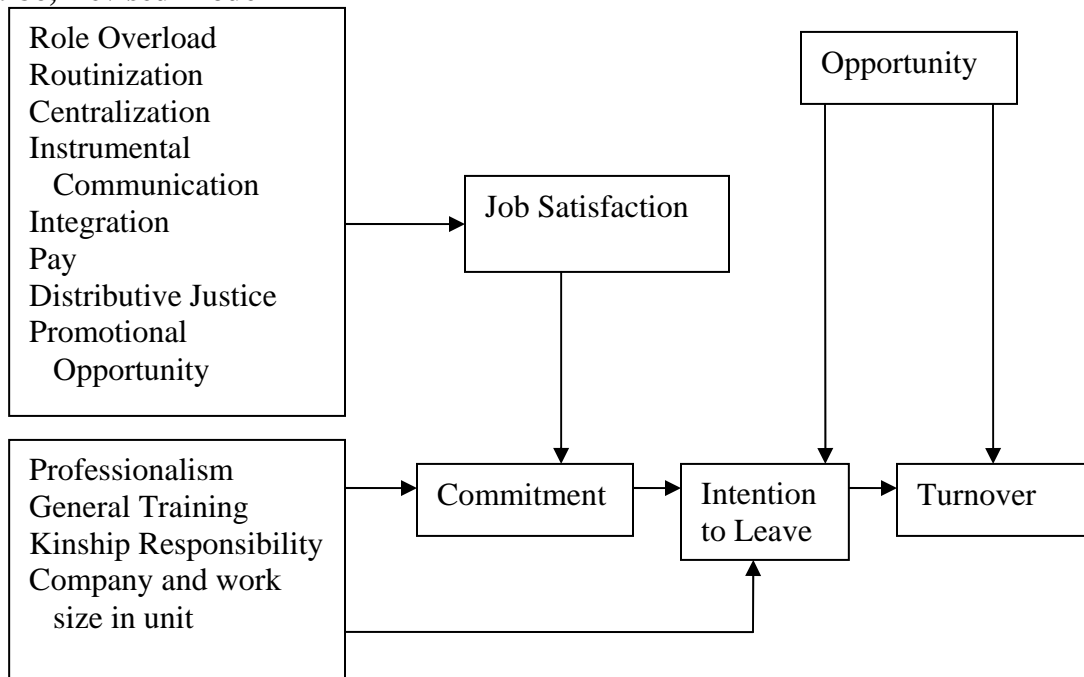 Role Overload
Routinization
Centralization
Instrumental
Communication
Integration
Pay
Distributive Justice
Promotional
Opportunity
Opportunity
Job Satisfaction
Professionalism
General Training
Kinship Responsibility
Company and work
size in unit
Commitment
Intention
to Leave
Turnover